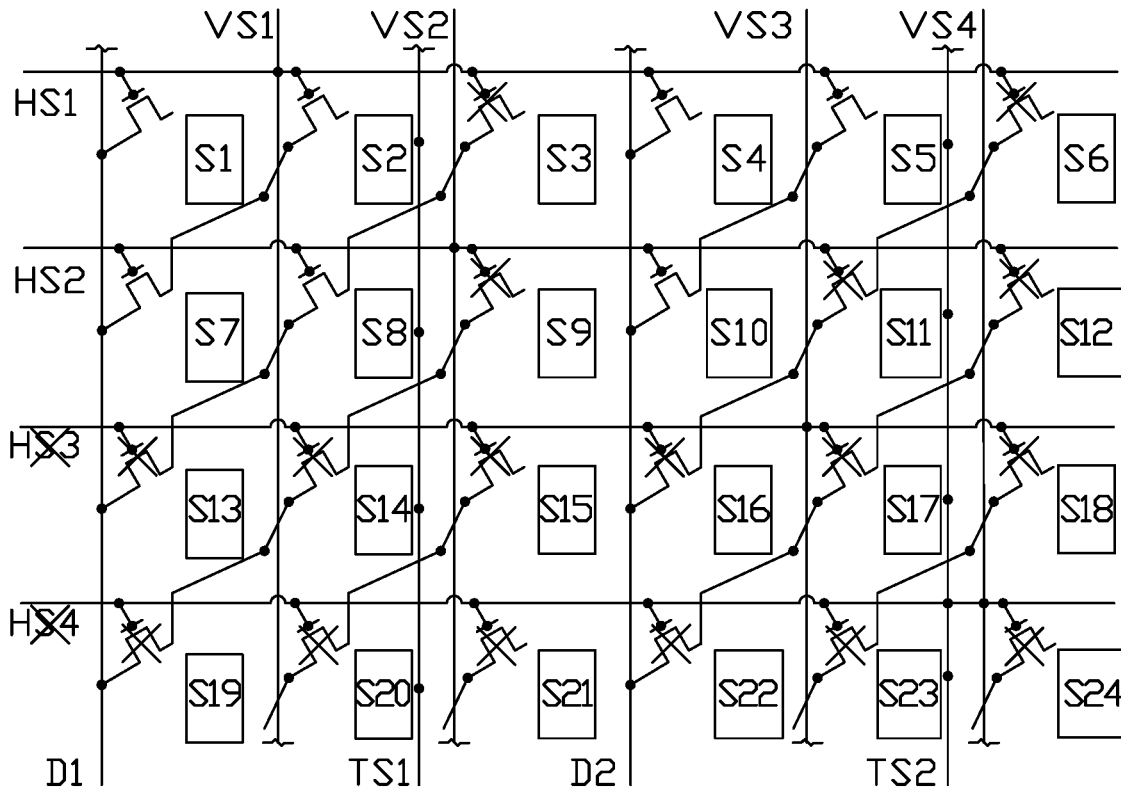 VS1 VS2 VS3 VS4
HS1
S1 S2 S3 S4 S5 S6
HS2
S7 S8 S9 S10 S11 S12
HS3
S13 S14 S15 S16 S17 S18
HS4
S19 S20 S21 S22 S23 S24
D1 TS1 D2 TS2